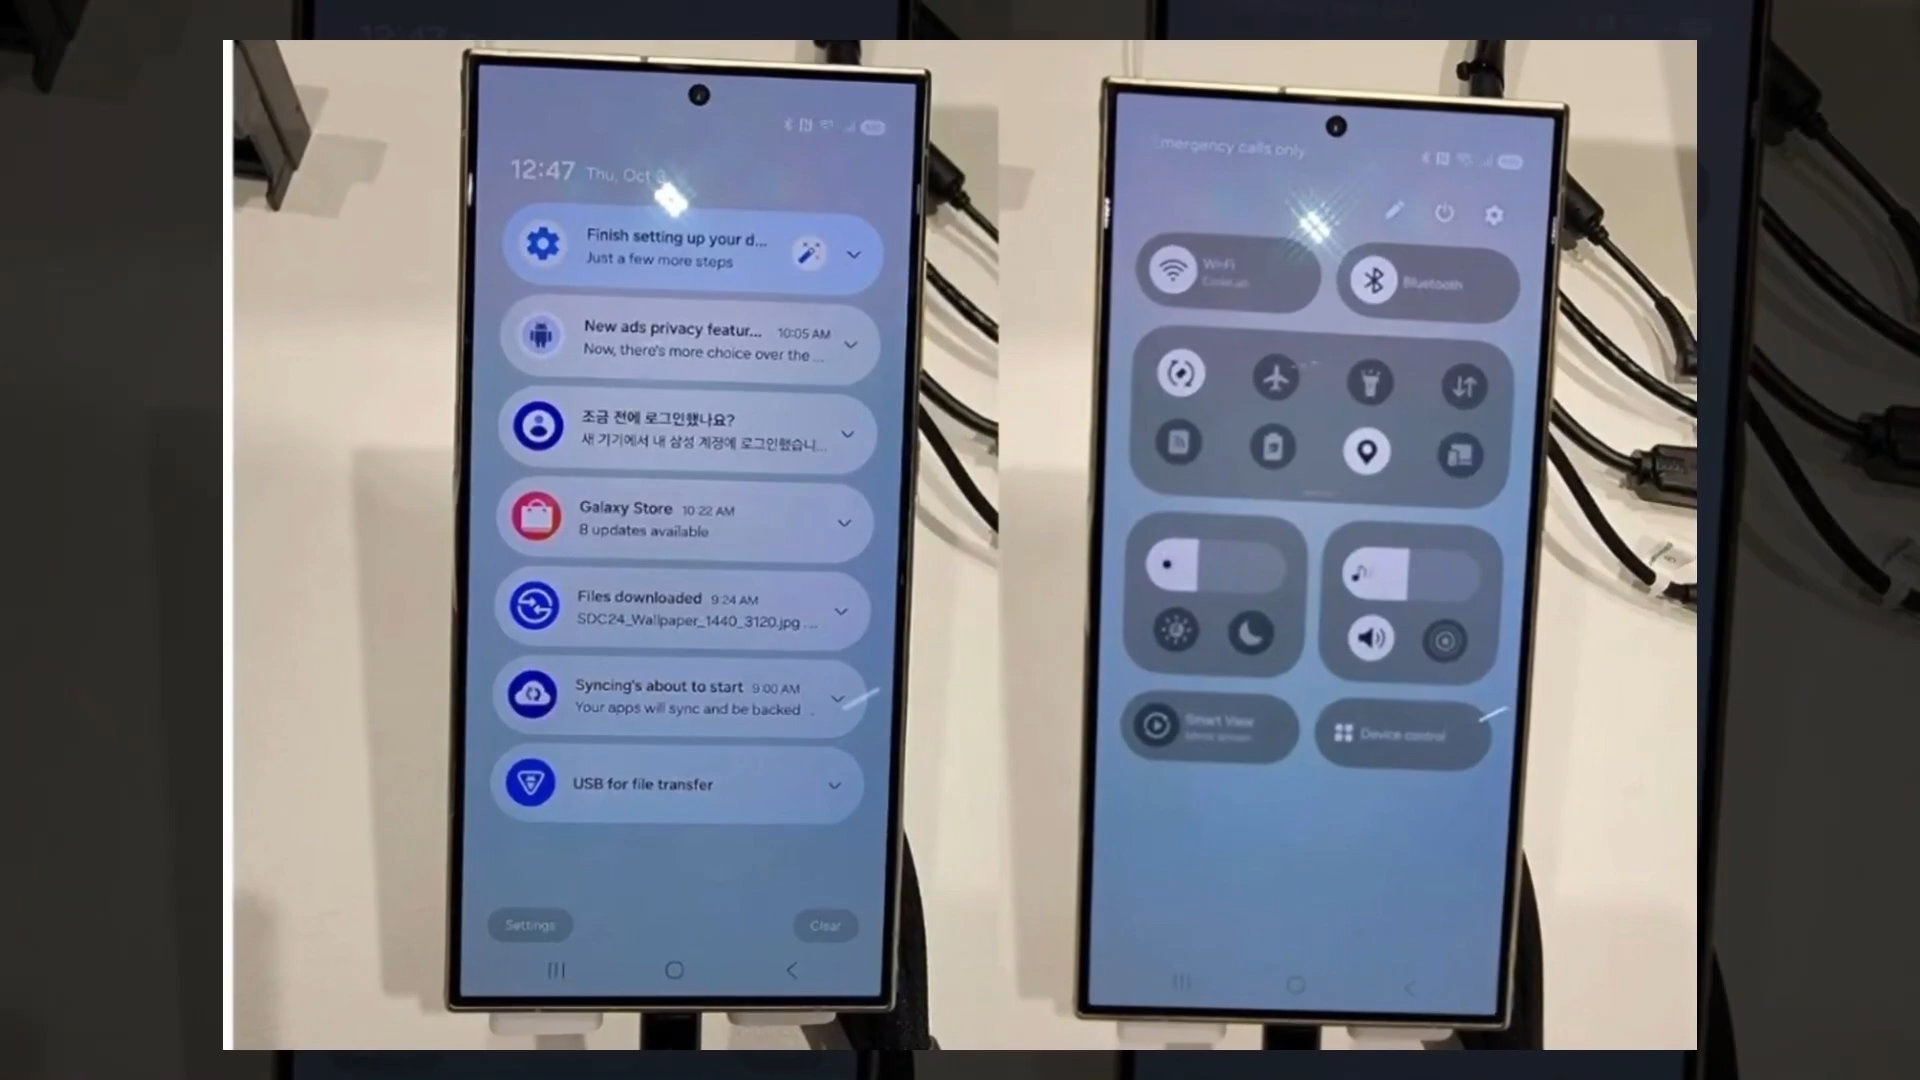 12:47 Thu, Oct 3
Finish setting up your d...
Just a few more steps
New ads privacy featur... 10:05 AM
Now, there's more choice over the ...
조금 전에 로그인했나요?
새 기기에서 내 삼성 계정에 로그인했습니...
Galaxy Store 10:22 AM
8 updates available
Files downloaded 9:24 AM
SDC24_Wallpaper_1440_3120.jpg ...
Syncing's about to start 9:00 AM
Your apps will sync and be backed ...
USB for file transfer
Settings
Clear
Emergency calls only
Wi-Fi
Bluetooth
Smart View
Mirror screen
Device control